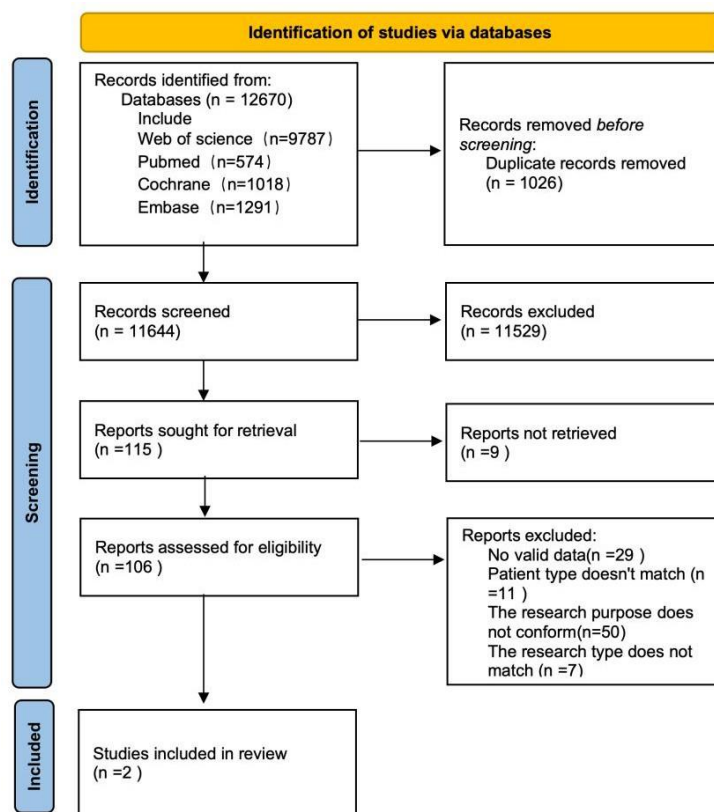 Identification of studies via databases
Identification
Records identified from:
Databases (n = 12670)
Include
Web of science（n=9787）
Pubmed（n=574）
Cochrane（n=1018）
Embase（n=1291）
Records removed before
screening:
Duplicate records removed
(n = 1026)
Screening
Records screened
(n = 11644)
Records excluded
(n = 11529)
Reports sought for retrieval
(n =115 )
Reports not retrieved
(n =9 )
Reports assessed for eligibility
(n =106 )
Reports excluded:
No valid data(n =29 )
Patient type doesn't match (n
=11 )
The research purpose does
not conform(n=50)
The research type does not
match (n =7)
Included
Studies included in review
(n =2 )